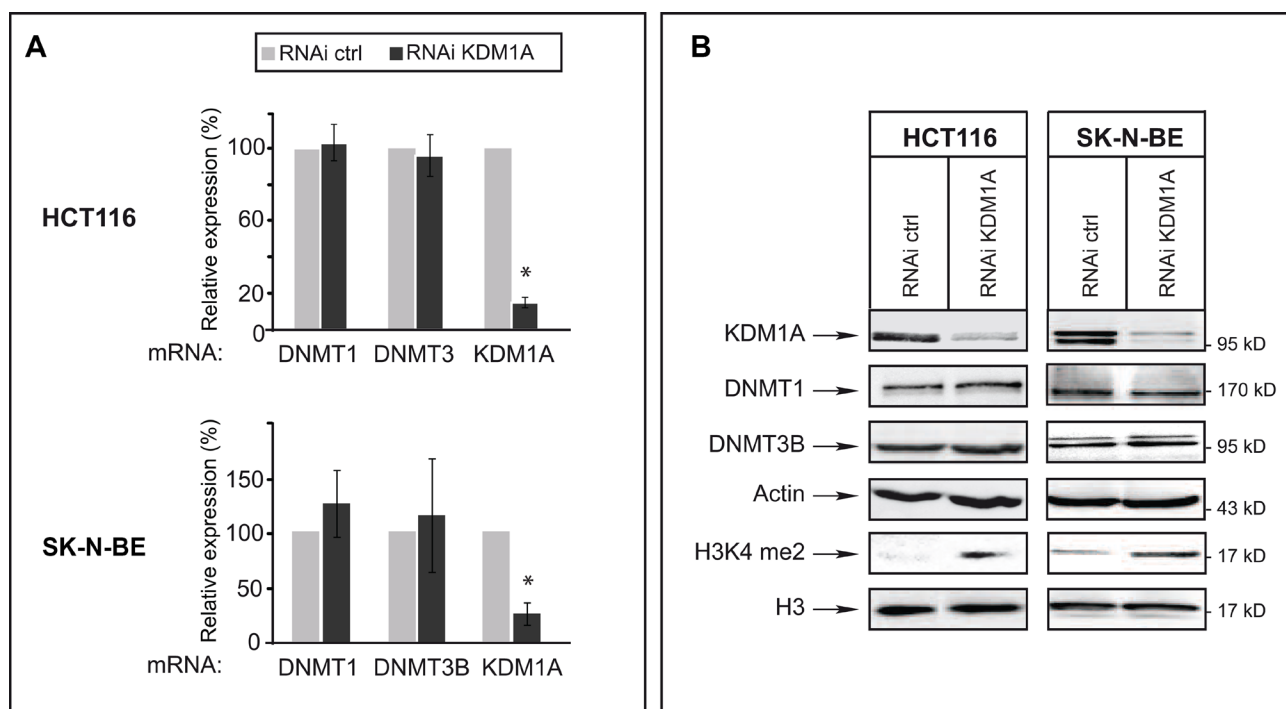 A
RNAi ctrl RNAi KDM1A
HCT116
Relative expression (%)
100
60
20
0
*
mRNA: DNMT1 DNMT3 KDM1A
SK-N-BE
Relative expression (%)
150
100
50
0
*
mRNA: DNMT1 DNMT3B KDM1A
B
HCT116 SK-N-BE
RNAi ctrl RNAi KDM1A RNAi ctrl RNAi KDM1A
KDM1A - 95 kD
DNMT1 - 170 kD
DNMT3B - 95 kD
Actin - 43 kD
H3K4 me2 - 17 kD
H3 - 17 kD